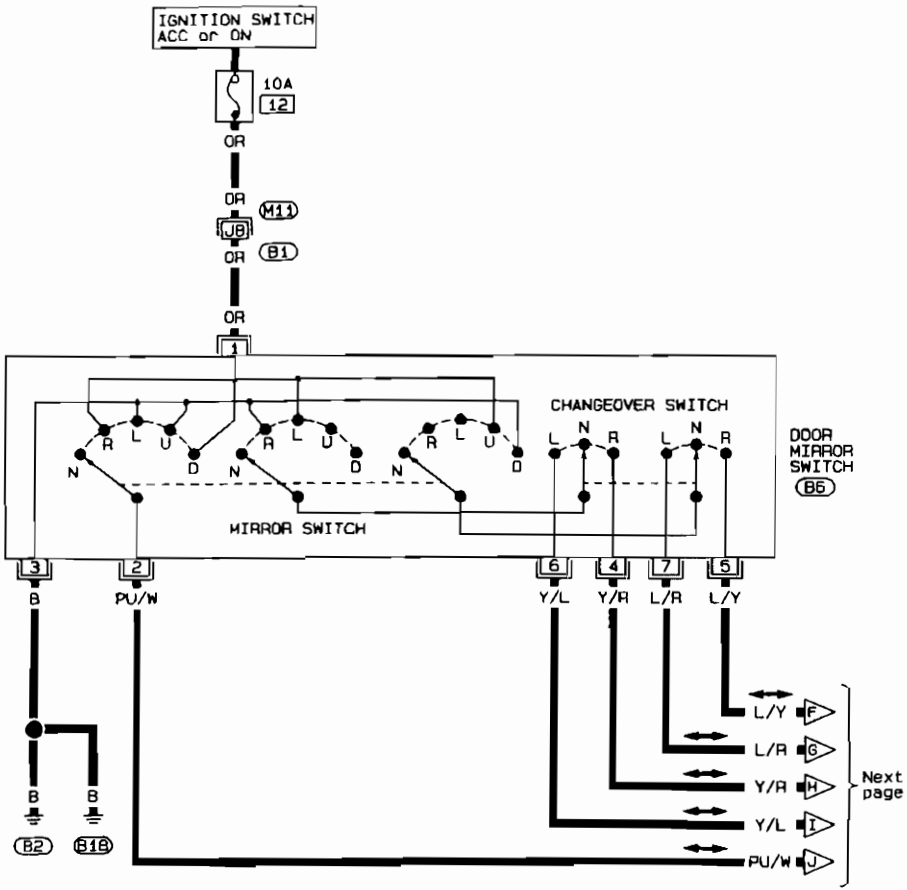 IGNITION SWITCH
ACC or ON
10A
12
OR
OR
M11
J8
B1
OR
OR
1
CHANGEOVER SWITCH
N R L U D
N R L U D
N R L U D
L N R
L N R
DOOR
MIRROR
SWITCH
B6
MIRROR SWITCH
3 2 6 4 7 5
B PU/W Y/L Y/R L/R L/Y
L/Y F
L/R G
Y/R H
Y/L I
PU/W J
Next
page
B B
B2 B18